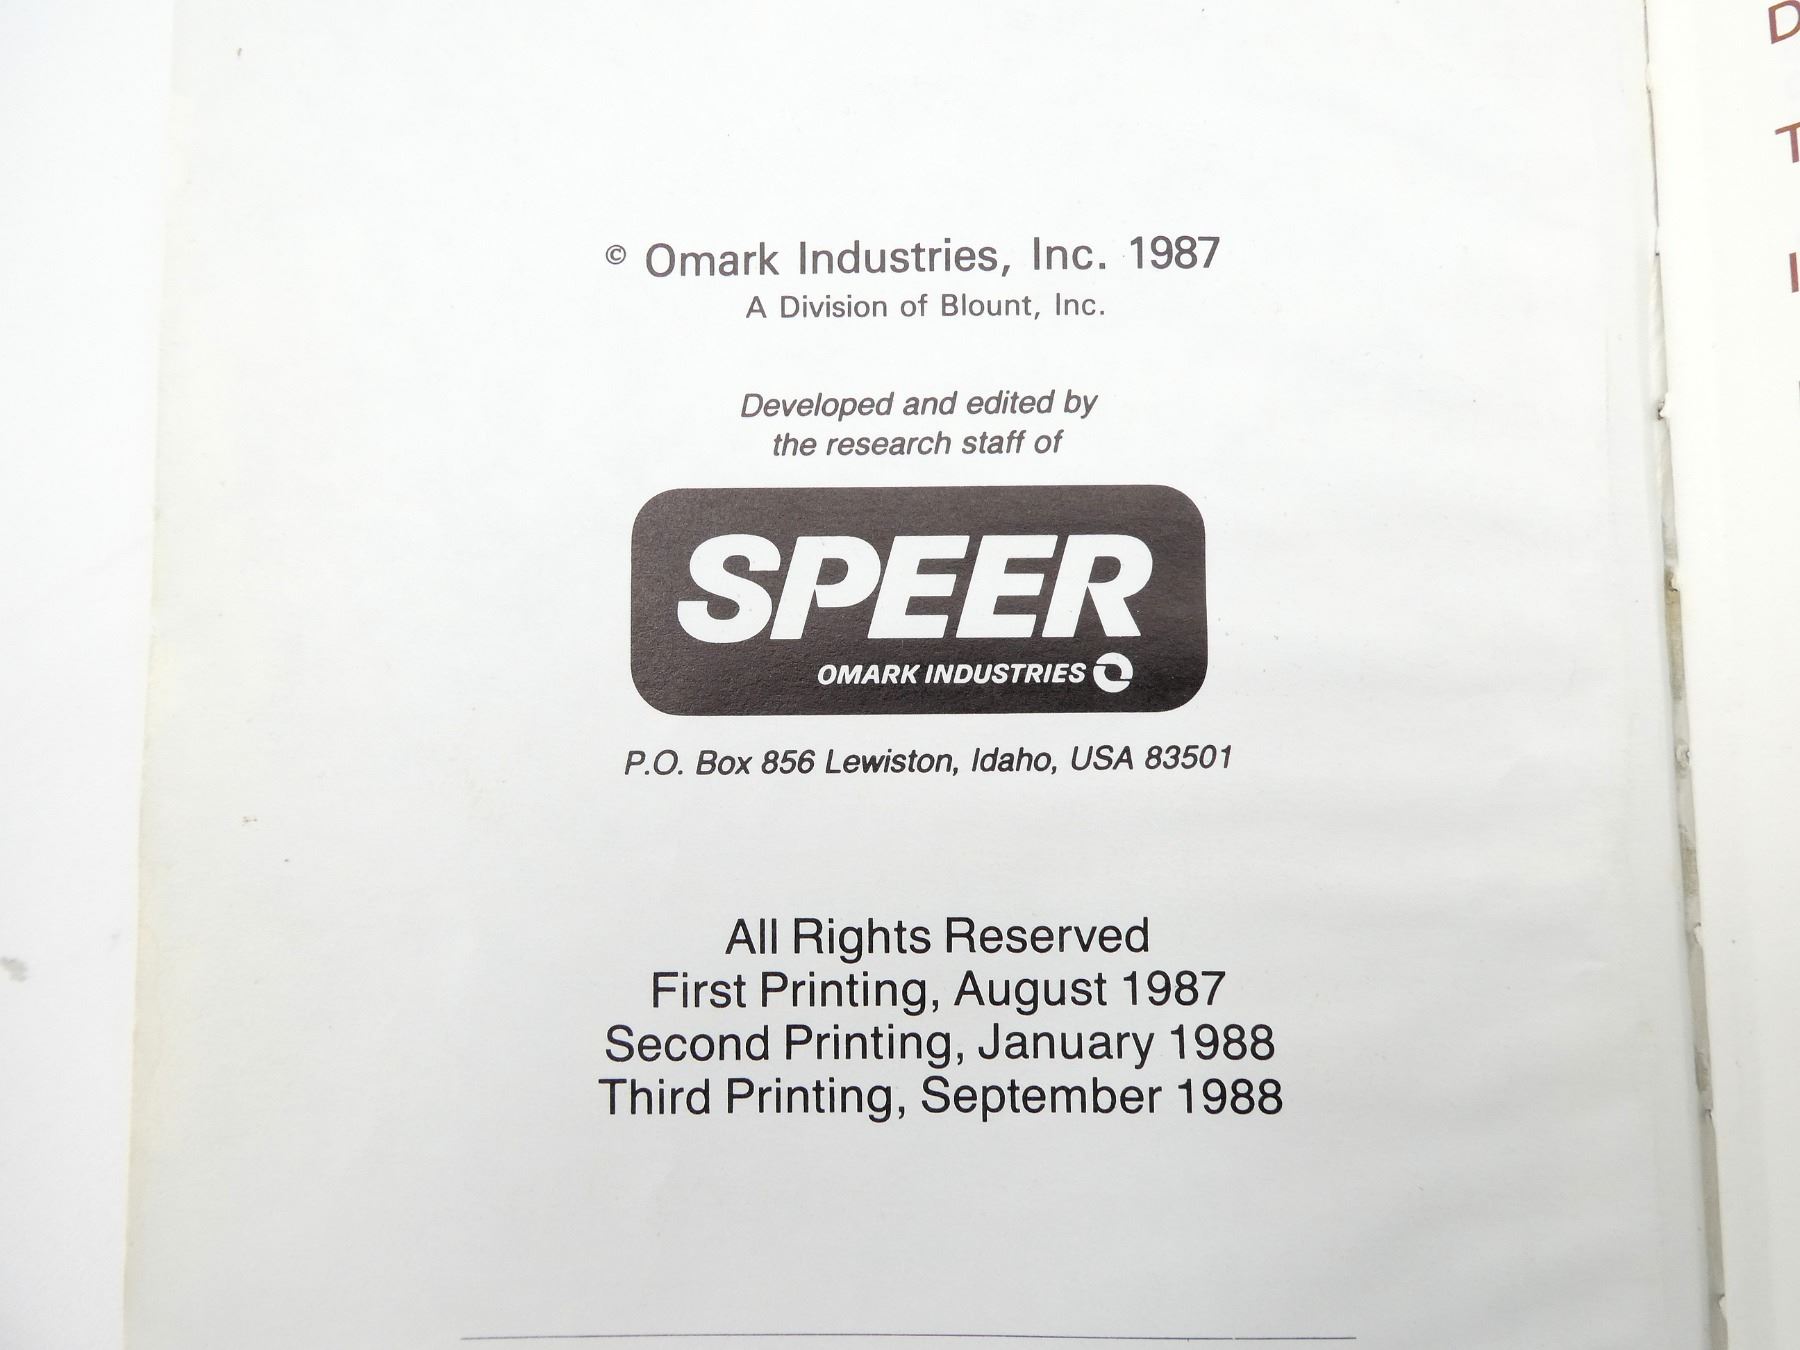 © Omark Industries, Inc. 1987
A Division of Blount, Inc.
Developed and edited by
the research staff of
SPEER
OMARK INDUSTRIES
P.O. Box 856 Lewiston, Idaho, USA 83501
All Rights Reserved
First Printing, August 1987
Second Printing, January 1988
Third Printing, September 1988
D
T
I